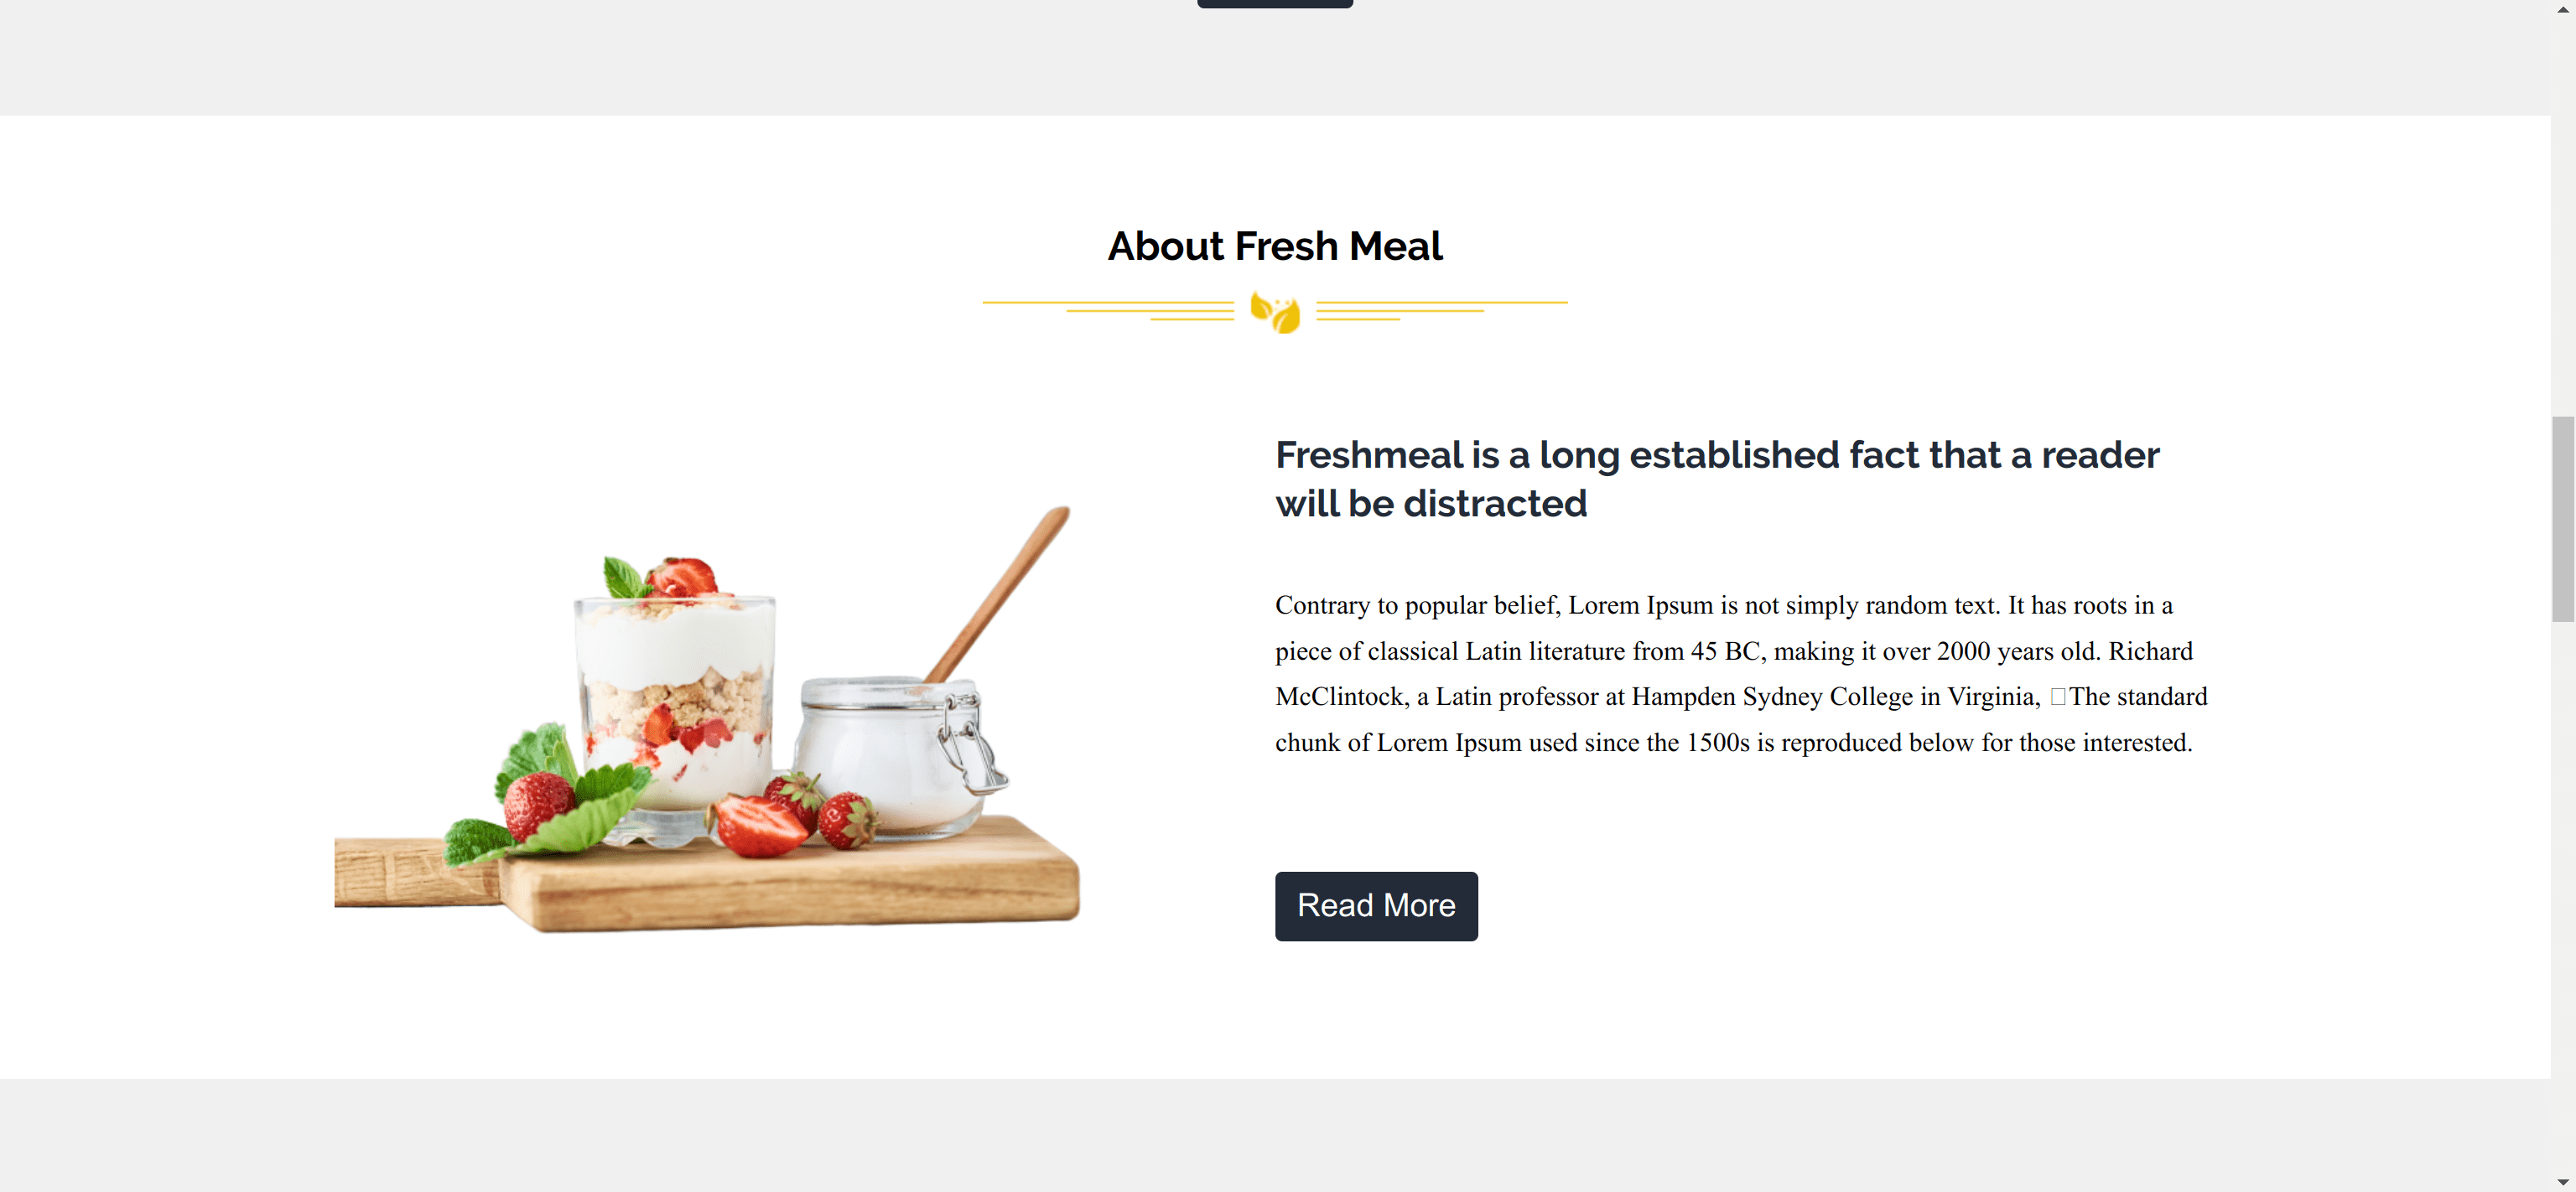 About Fresh Meal
Freshmeal is a long established fact that a reader
will be distracted
Contrary to popular belief, Lorem Ipsum is not simply random text. It has roots in a
piece of classical Latin literature from 45 BC, making it over 2000 years old. Richard
McClintock, a Latin professor at Hampden Sydney College in Virginia, □The standard
chunk of Lorem Ipsum used since the 1500s is reproduced below for those interested.
Read More